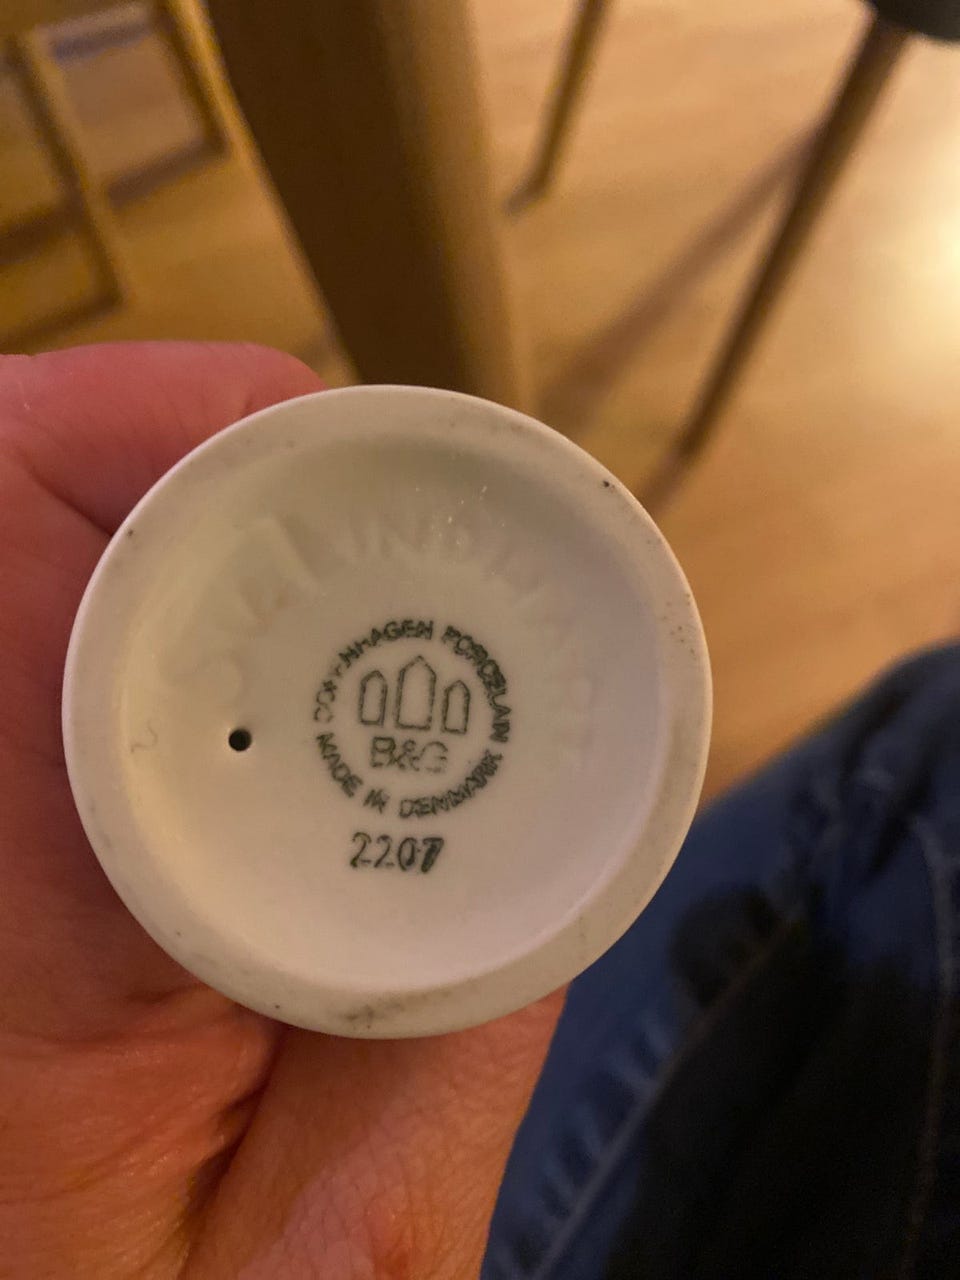 COPENHAGEN PORCELAIN
B&G
MADE IN DENMARK
2207